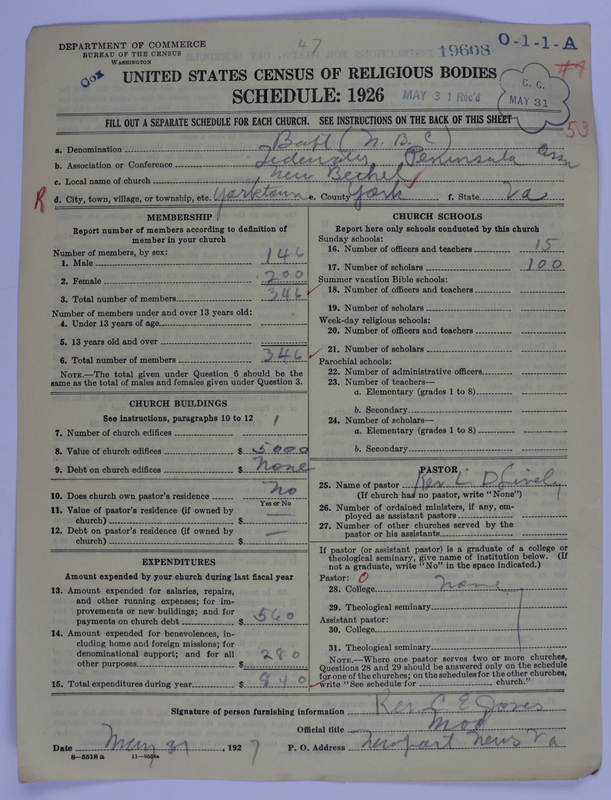 DEPARTMENT OF COMMERCE
BUREAU OF THE CENSUS
WASHINGTON
47
19608
O-1-1-A
Cox
#9
UNITED STATES CENSUS OF RELIGIOUS BODIES
SCHEDULE: 1926
MAY 31 Rec'd
C. C.
MAY 31
53
FILL OUT A SEPARATE SCHEDULE FOR EACH CHURCH. SEE INSTRUCTIONS ON THE BACK OF THIS SHEET
a. Denomination Bapt (N. B. C)
b. Association or Conference Tidewater Peninsula Assn
c. Local name of church New Bethel
R d. City, town, village, or township, etc. Yorktown e. County York f. State Va
MEMBERSHIP
Report number of members according to definition of member in your church
Number of members, by sex:
1. Male 146
2. Female 200
3. Total number of members 346
Number of members under and over 13 years old:
4. Under 13 years of age
5. 13 years old and over
6. Total number of members 346
NOTE.—The total given under Question 6 should be the
same as the total of males and females given under Question 3.
CHURCH BUILDINGS
See instructions, paragraphs 10 to 12
7. Number of church edifices 1
8. Value of church edifices $ 5000
9. Debt on church edifices $ None
10. Does church own pastor's residence No
Yes or No
11. Value of pastor's residence (if owned by
church) $ —
12. Debt on pastor's residence (if owned by
church) $ —
EXPENDITURES
Amount expended by your church during last fiscal year
13. Amount expended for salaries, repairs,
and other running expenses; for im-
provements or new buildings; and for
payments on church debt $ 560
14. Amount expended for benevolences, in-
cluding home and foreign missions; for
denominational support; and for all
other purposes $ 280
15. Total expenditures during year $ 840
CHURCH SCHOOLS
Report here only schools conducted by this church
Sunday schools:
16. Number of officers and teachers 15
17. Number of scholars 100
Summer vacation Bible schools:
18. Number of officers and teachers
19. Number of scholars
Week-day religious schools:
20. Number of officers and teachers
21. Number of scholars
Parochial schools:
22. Number of administrative officers
23. Number of teachers—
a. Elementary (grades 1 to 8)
b. Secondary
24. Number of scholars—
a. Elementary (grades 1 to 8)
b. Secondary
PASTOR
25. Name of pastor Rev. L D Lively
(If church has no pastor, write "None")
26. Number of ordained ministers, if any, em-
ployed as assistant pastors
27. Number of other churches served by the
pastor or his assistants
If pastor (or assistant pastor) is a graduate of a college or
theological seminary, give name of institution below. (If
not a graduate, write "No" in the space indicated.)
Pastor: 0
28. College none
29. Theological seminary
Assistant pastor:
30. College
31. Theological seminary
NOTE.—Where one pastor serves two or more churches,
Questions 28 and 29 should be answered only on the schedule
for one of the churches; on the schedules for the other churches,
write "See schedule for church."
Signature of person furnishing information Rev. L. E. Jones
Official title Mod
Date May 31, 1927 P. O. Address Newport News Va
8—5518 a 11—9058a